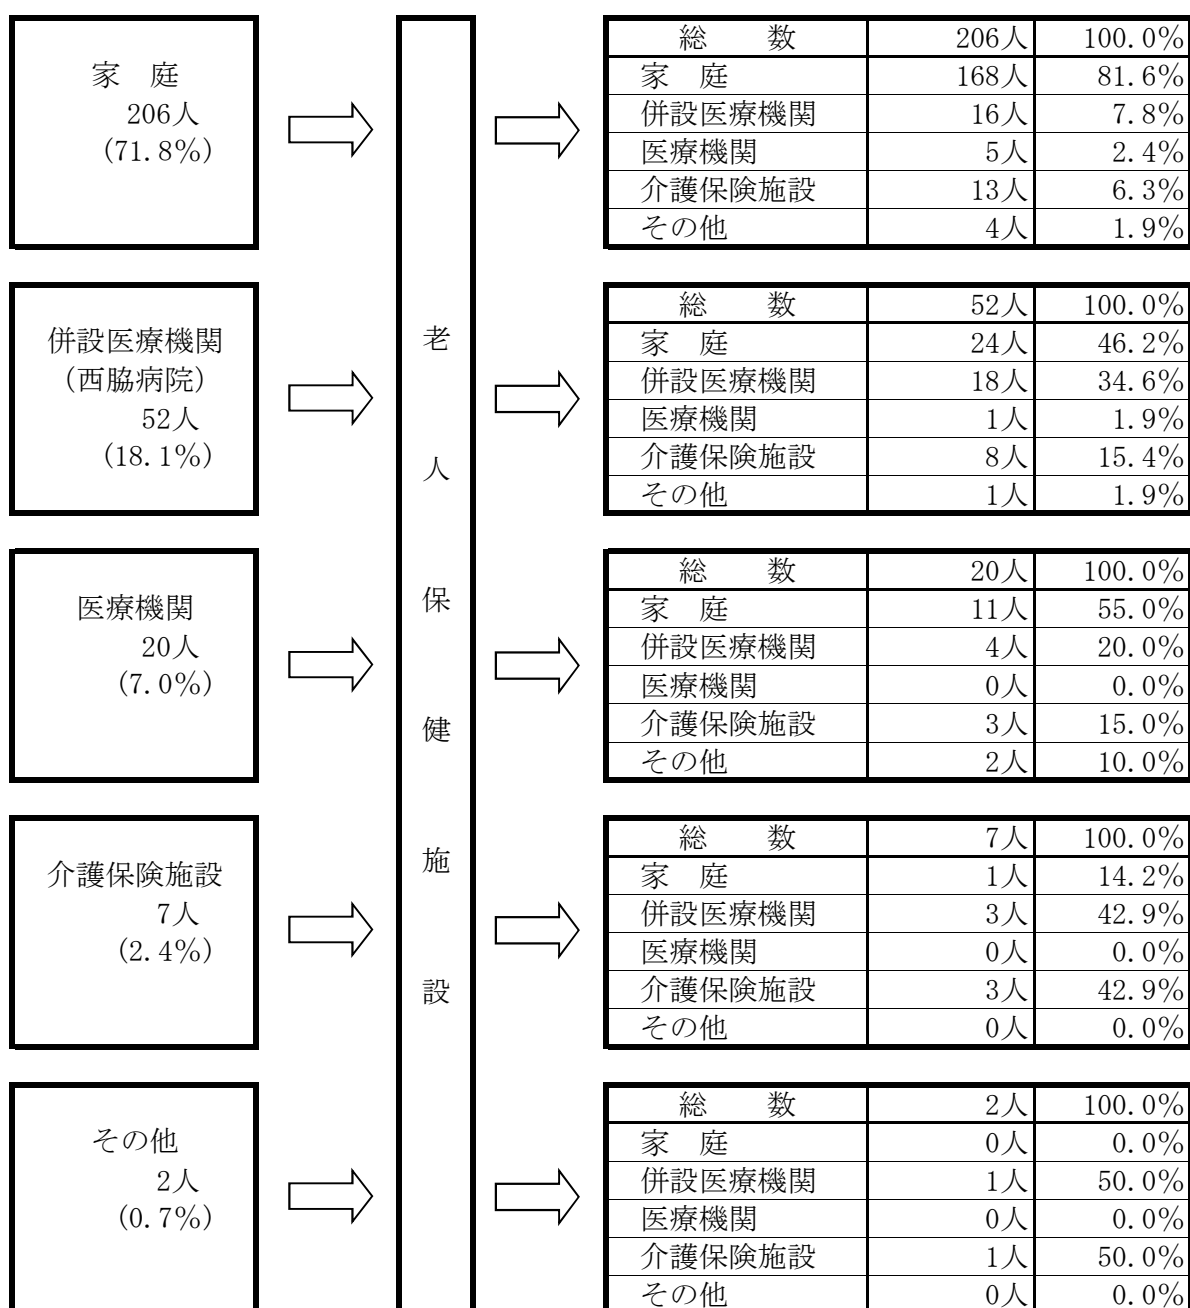 家　庭
206人
(71.8%)
総　　数 206人 100.0%
家　庭 168人 81.6%
併設医療機関 16人 7.8%
医療機関 5人 2.4%
介護保険施設 13人 6.3%
その他 4人 1.9%
併設医療機関
（西脇病院）
52人
(18.1%)
総　　数 52人 100.0%
家　庭 24人 46.2%
併設医療機関 18人 34.6%
医療機関 1人 1.9%
介護保険施設 8人 15.4%
その他 1人 1.9%
老人保健施設
医療機関
20人
(7.0%)
総　　数 20人 100.0%
家　庭 11人 55.0%
併設医療機関 4人 20.0%
医療機関 0人 0.0%
介護保険施設 3人 15.0%
その他 2人 10.0%
介護保険施設
7人
(2.4%)
総　　数 7人 100.0%
家　庭 1人 14.2%
併設医療機関 3人 42.9%
医療機関 0人 0.0%
介護保険施設 3人 42.9%
その他 0人 0.0%
その他
2人
(0.7%)
総　　数 2人 100.0%
家　庭 0人 0.0%
併設医療機関 1人 50.0%
医療機関 0人 0.0%
介護保険施設 1人 50.0%
その他 0人 0.0%